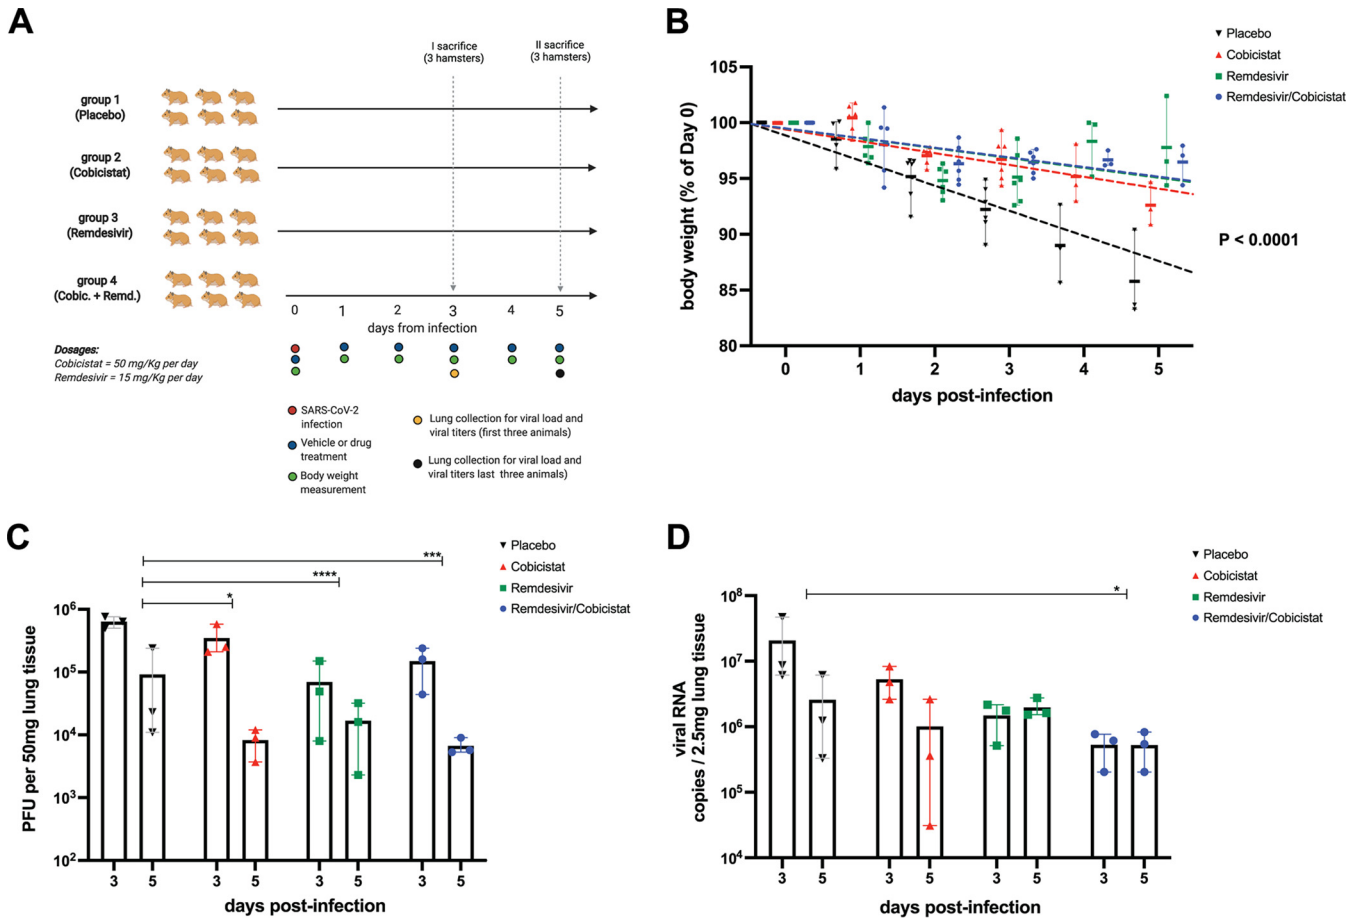 A
I sacrifice
(3 hamsters)
II sacrifice
(3 hamsters)
group 1
(Placebo)
group 2
(Cobicistat)
group 3
(Remdesivir)
group 4
(Cobic. + Remd.)
0 1 2 3 4 5
days from infection
Dosages:
Cobicistat = 50 mg/Kg per day
Remdesivir = 15 mg/Kg per day
SARS-CoV-2
infection
Vehicle or drug
treatment
Body weight
measurement
Lung collection for viral load and
viral titers (first three animals)
Lung collection for viral load and
viral titers last three animals)
B
Placebo
Cobicistat
Remdesivir
Remdesivir/Cobicistat
body weight (% of Day 0)
105
100
95
90
85
80
P < 0.0001
0 1 2 3 4 5
days post-infection
C
Placebo
Cobicistat
Remdesivir
Remdesivir/Cobicistat
***
****
*
PFU per 50mg lung tissue
10⁶
10⁵
10⁴
10³
10²
3 5 3 5 3 5 3 5
days post-infection
D
Placebo
Cobicistat
Remdesivir
Remdesivir/Cobicistat
*
viral RNA
copies / 2.5mg lung tissue
10⁸
10⁷
10⁶
10⁵
10⁴
3 5 3 5 3 5 3 5
days post-infection